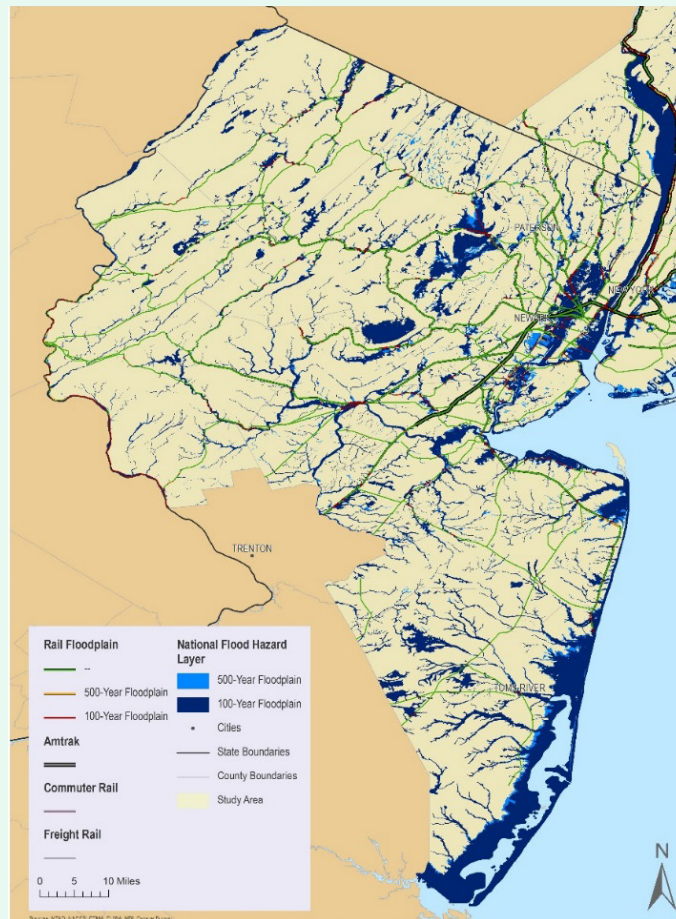 PATERSON
NEW YORK
NEWARK
TRENTON
TOMS RIVER
Rail Floodplain
--
500-Year Floodplain
100-Year Floodplain
Amtrak
Commuter Rail
Freight Rail
National Flood Hazard
Layer
500-Year Floodplain
100-Year Floodplain
Cities
State Boundaries
County Boundaries
Study Area
0 5 10 Miles
N